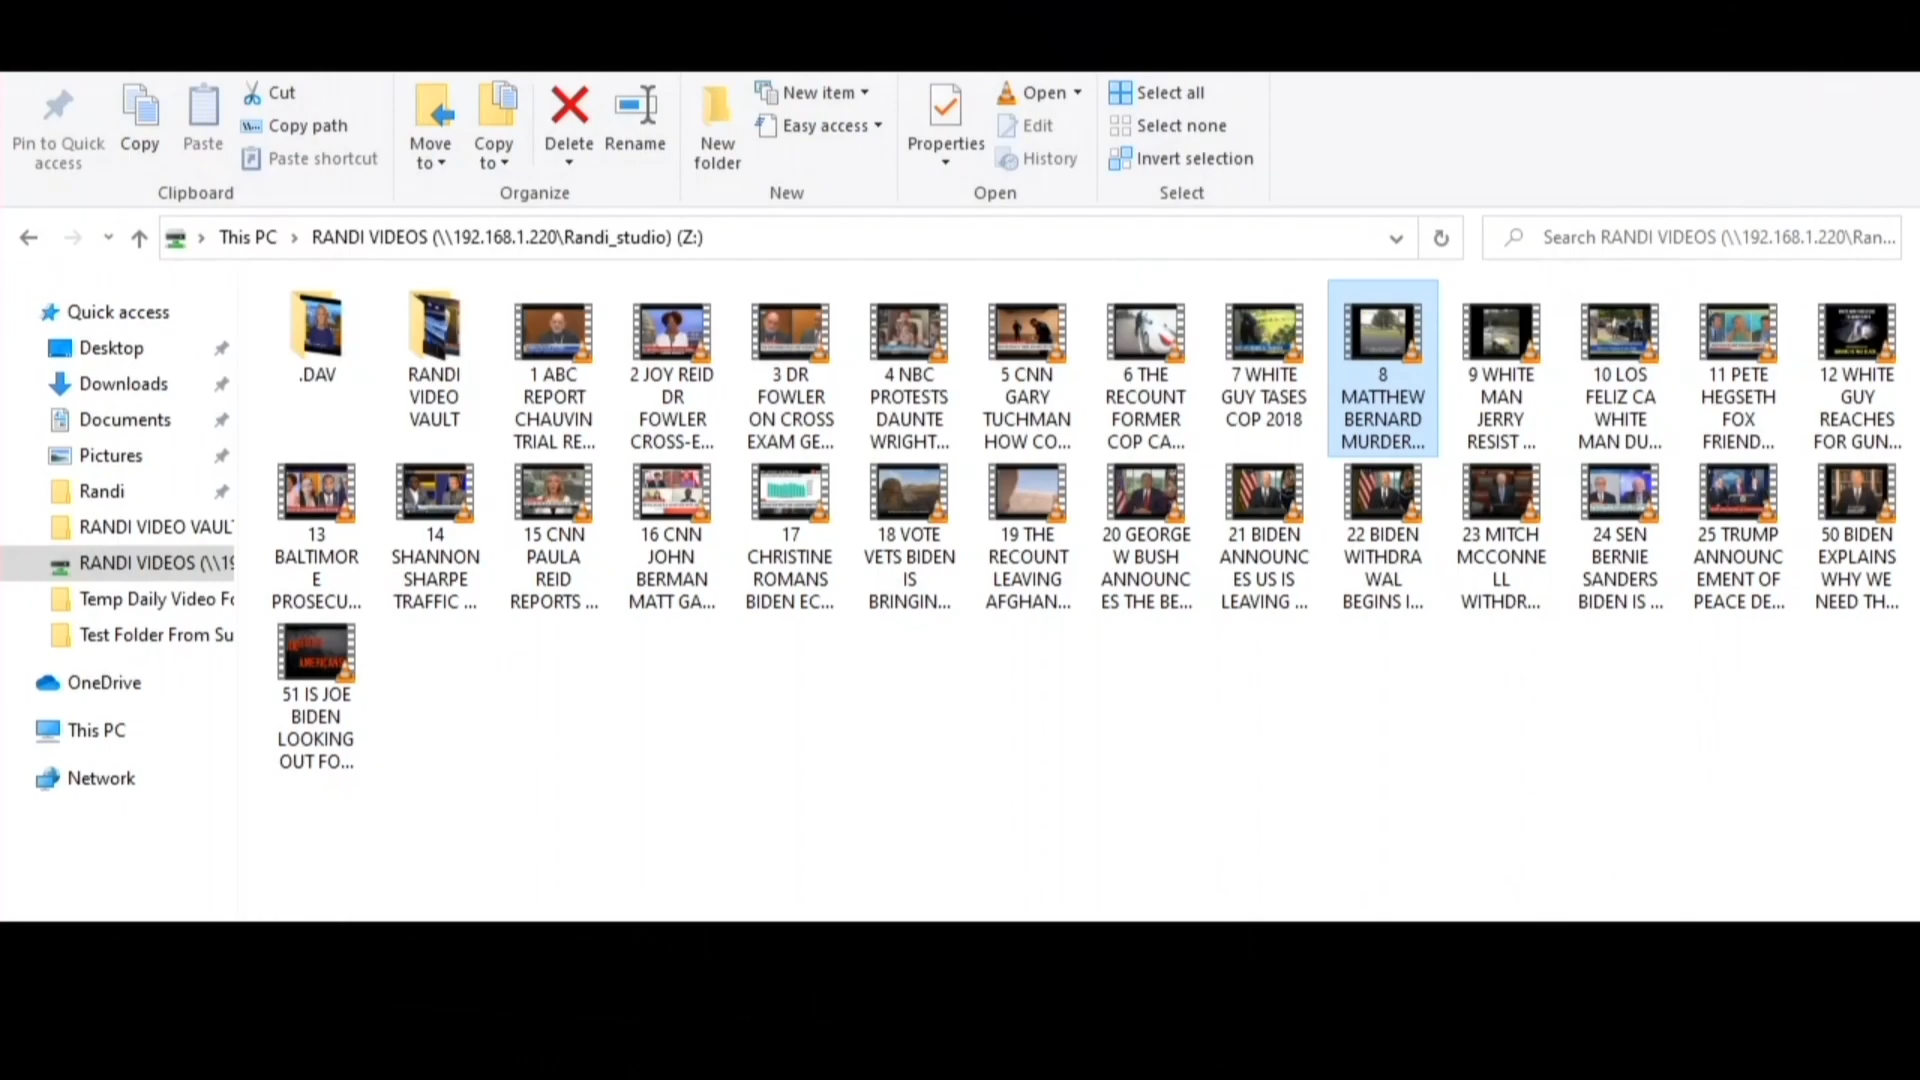 Pin to Quick access
Copy
Paste
Cut
Copy path
Paste shortcut
Clipboard
Move to
Copy to
Delete
Rename
Organize
New folder
New item
Easy access
New
Properties
Open
Edit
History
Open
Select all
Select none
Invert selection
Select
This PC
RANDI VIDEOS (\\192.168.1.220\Randi_studio) (Z:)
Search RANDI VIDEOS (\\192.168.1.220\Ran...
Quick access
Desktop
Downloads
Documents
Pictures
Randi
RANDI VIDEO VAUL
RANDI VIDEOS (\\19
Temp Daily Video Fo
Test Folder From Su
OneDrive
This PC
Network
.DAV
RANDI
VIDEO
VAULT
1 ABC
REPORT
CHAUVIN
TRIAL RE...
2 JOY REID
DR
FOWLER
CROSS-E...
3 DR
FOWLER
ON CROSS
EXAM GE...
4 NBC
PROTESTS
DAUNTE
WRIGHT...
5 CNN
GARY
TUCHMAN
HOW CO...
6 THE
RECOUNT
FORMER
COP CA...
7 WHITE
GUY TASES
COP 2018
8
MATTHEW
BERNARD
MURDER...
9 WHITE
MAN
JERRY
RESIST ...
10 LOS
FELIZ CA
WHITE
MAN DU...
11 PETE
HEGSETH
FOX
FRIEND...
12 WHITE
GUY
REACHES
FOR GUN...
13
BALTIMOR
E
PROSECU...
14
SHANNON
SHARPE
TRAFFIC ...
15 CNN
PAULA
REID
REPORTS ...
16 CNN
JOHN
BERMAN
MATT GA...
17
CHRISTINE
ROMANS
BIDEN EC...
18 VOTE
VETS BIDEN
IS
BRINGIN...
19 THE
RECOUNT
LEAVING
AFGHAN...
20 GEORGE
W BUSH
ANNOUNC
ES THE BE...
21 BIDEN
ANNOUNC
ES US IS
LEAVING ...
22 BIDEN
WITHDRA
WAL
BEGINS I...
23 MITCH
MCCONNE
LL
WITHDR...
24 SEN
BERNIE
SANDERS
BIDEN IS ...
25 TRUMP
ANNOUNC
EMENT OF
PEACE DE...
50 BIDEN
EXPLAINS
WHY WE
NEED TH...
AMERICANS
51 IS JOE
BIDEN
LOOKING
OUT FO...